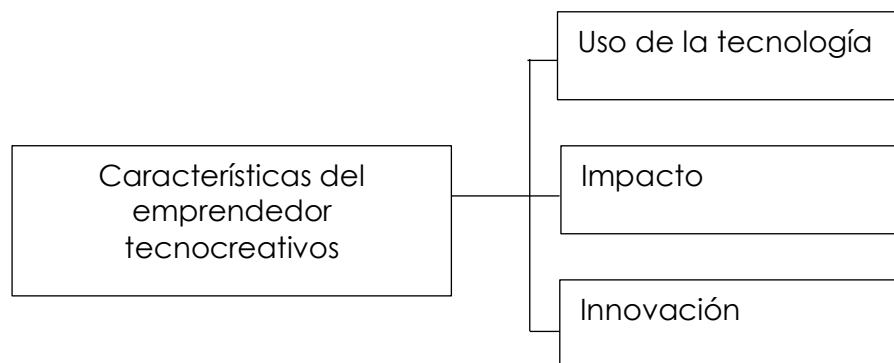 Uso de la tecnología
Características del
emprendedor
tecnocreativos
Impacto
Innovación